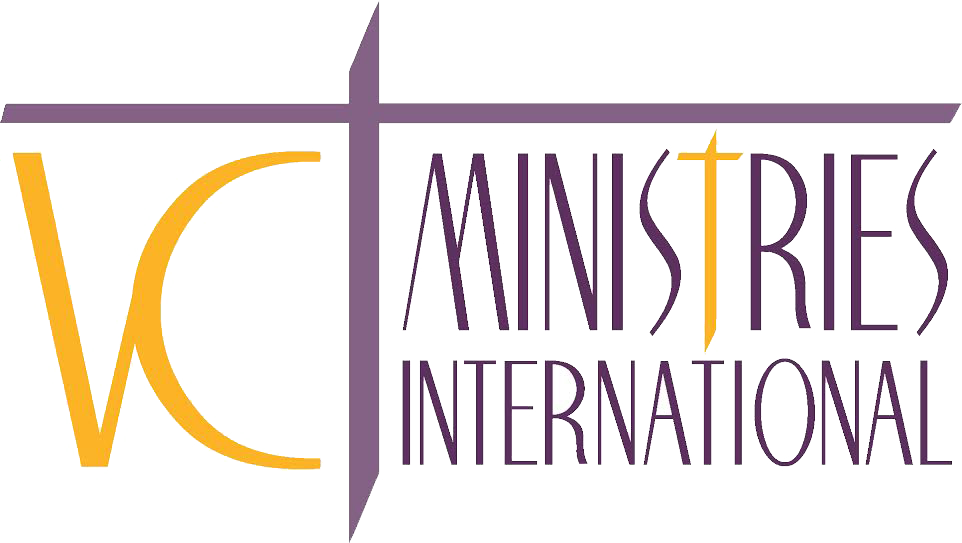 VC
MINISTRIES
INTERNATIONAL